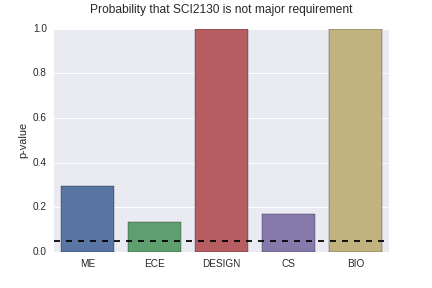 Probability that SCI2130 is not major requirement
1.0
0.8
0.6
0.4
0.2
0.0
p-value
ME ECE DESIGN CS BIO